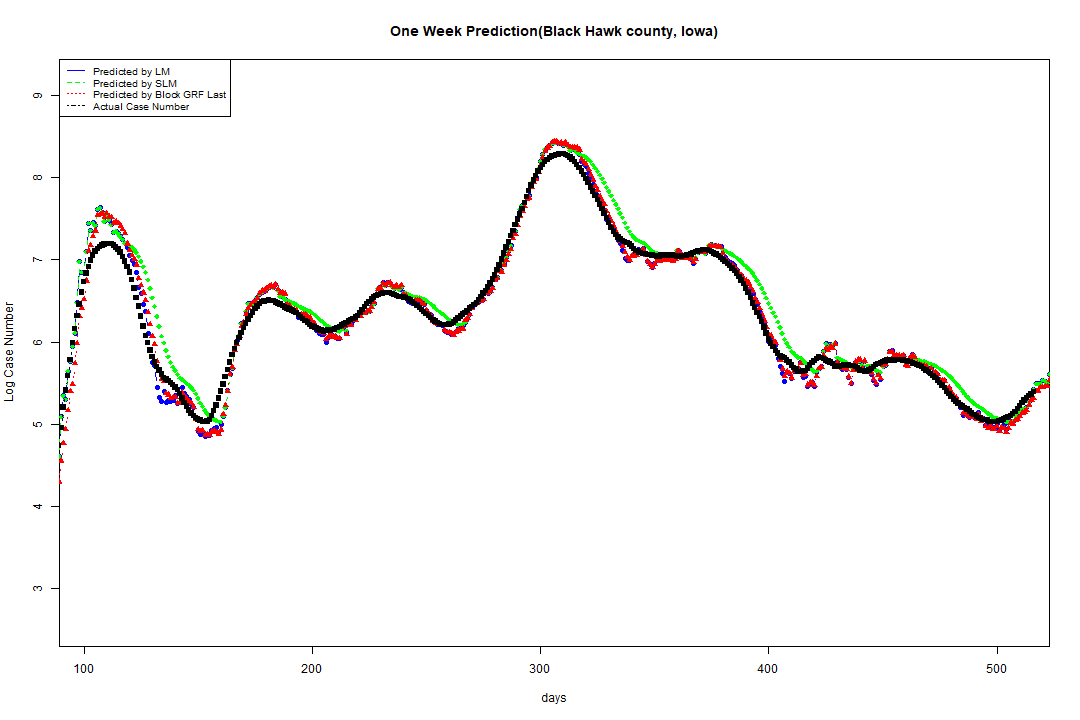 One Week Prediction(Black Hawk county, Iowa)
Predicted by LM
Predicted by SLM
Predicted by Block GRF Last
Actual Case Number
9
8
7
6
5
4
3
Log Case Number
100 200 300 400 500
days